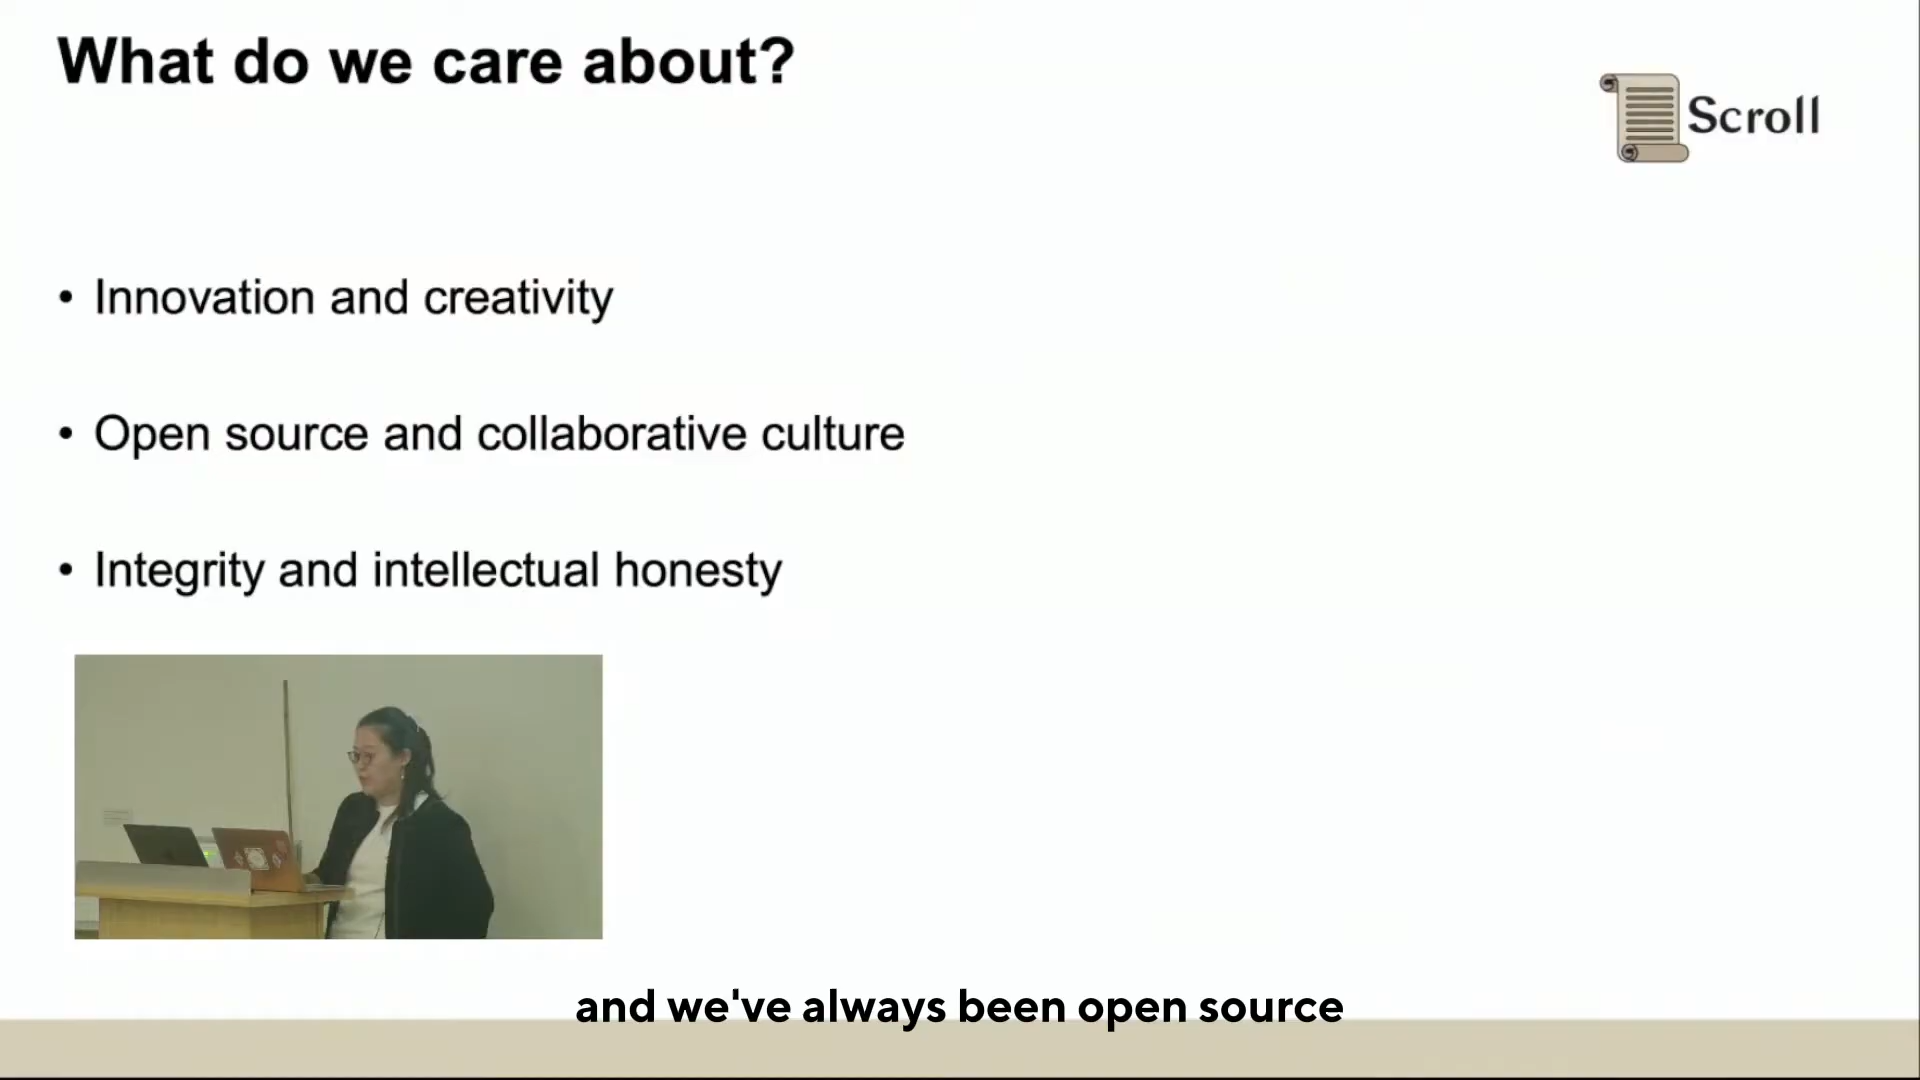 What do we care about?
Scroll
• Innovation and creativity
• Open source and collaborative culture
• Integrity and intellectual honesty
and we've always been open source